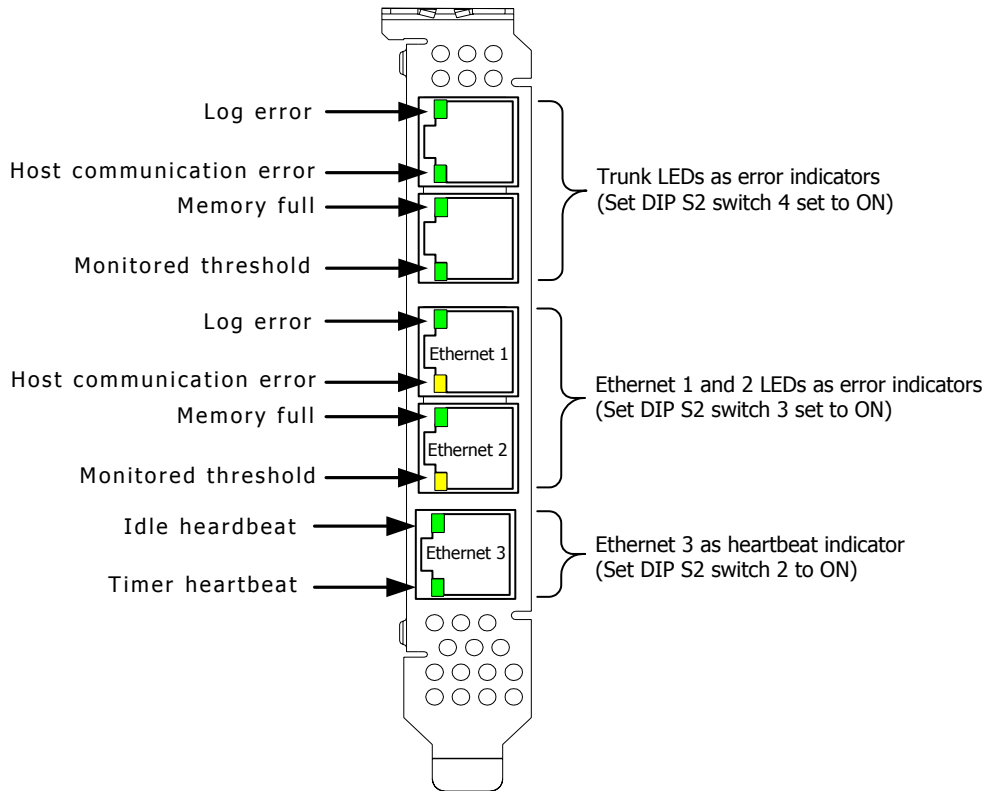 Log error
Host communication error
Memory full
Monitored threshold
Trunk LEDs as error indicators
(Set DIP S2 switch 4 set to ON)
Log error
Host communication error
Memory full
Monitored threshold
Ethernet 1
Ethernet 2
Ethernet 1 and 2 LEDs as error indicators
(Set DIP S2 switch 3 set to ON)
Idle heardbeat
Timer heartbeat
Ethernet 3
Ethernet 3 as heartbeat indicator
(Set DIP S2 switch 2 to ON)